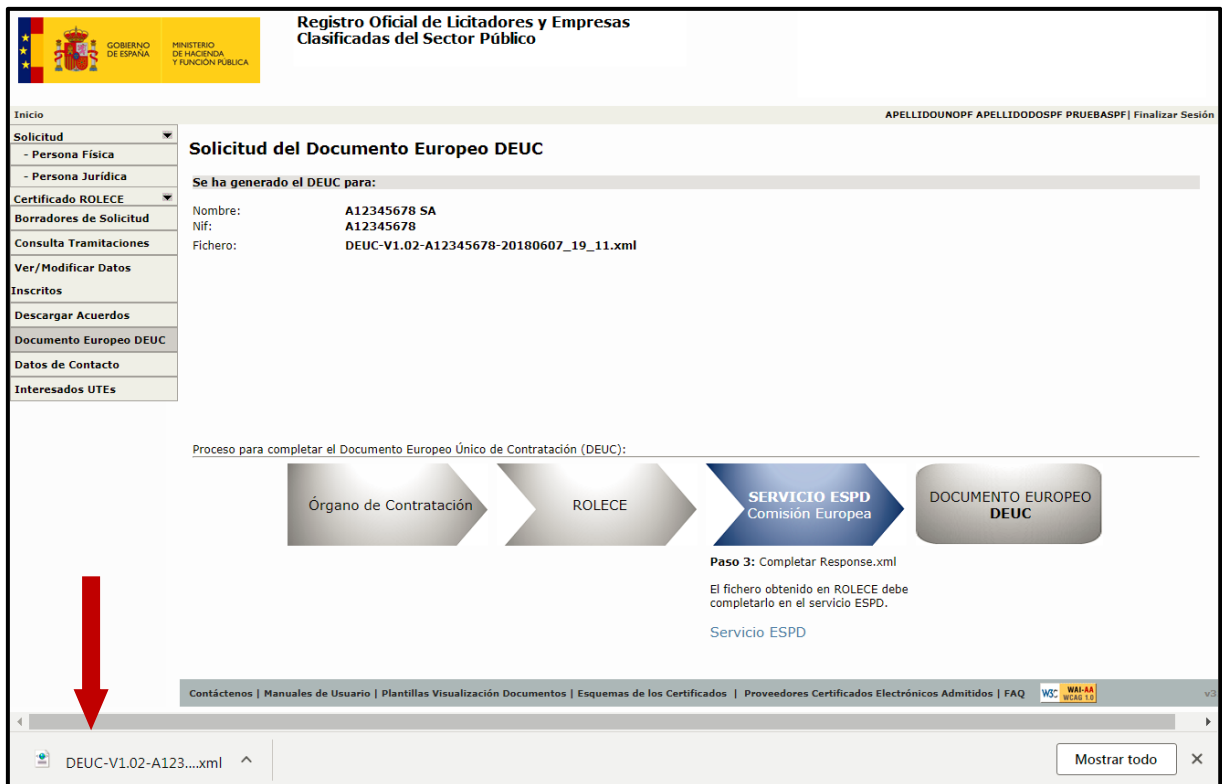 GOBIERNO
DE ESPAÑA
MINISTERIO
DE HACIENDA
Y FUNCIÓN PÚBLICA
Registro Oficial de Licitadores y Empresas
Clasificadas del Sector Público
Inicio
APELLIDOUNOPF APELLIDODOSPF PRUEBASPF| Finalizar Sesión
Solicitud
- Persona Física
- Persona Jurídica
Certificado ROLECE
Borradores de Solicitud
Consulta Tramitaciones
Ver/Modificar Datos
Inscritos
Descargar Acuerdos
Documento Europeo DEUC
Datos de Contacto
Interesados UTEs
Solicitud del Documento Europeo DEUC
Se ha generado el DEUC para:
Nombre: A12345678 SA
Nif: A12345678
Fichero: DEUC-V1.02-A12345678-20180607_19_11.xml
Proceso para completar el Documento Europeo Único de Contratación (DEUC):
Órgano de Contratación
ROLECE
SERVICIO ESPD
Comisión Europea
DOCUMENTO EUROPEO
DEUC
Paso 3: Completar Response.xml
El fichero obtenido en ROLECE debe
completarlo en el servicio ESPD.
Servicio ESPD
Contáctenos | Manuales de Usuario | Plantillas Visualización Documentos | Esquemas de los Certificados | Proveedores Certificados Electrónicos Admitidos | FAQ
W3C WAI-AA
WCAG 1.0
v3
DEUC-V1.02-A123....xml
Mostrar todo